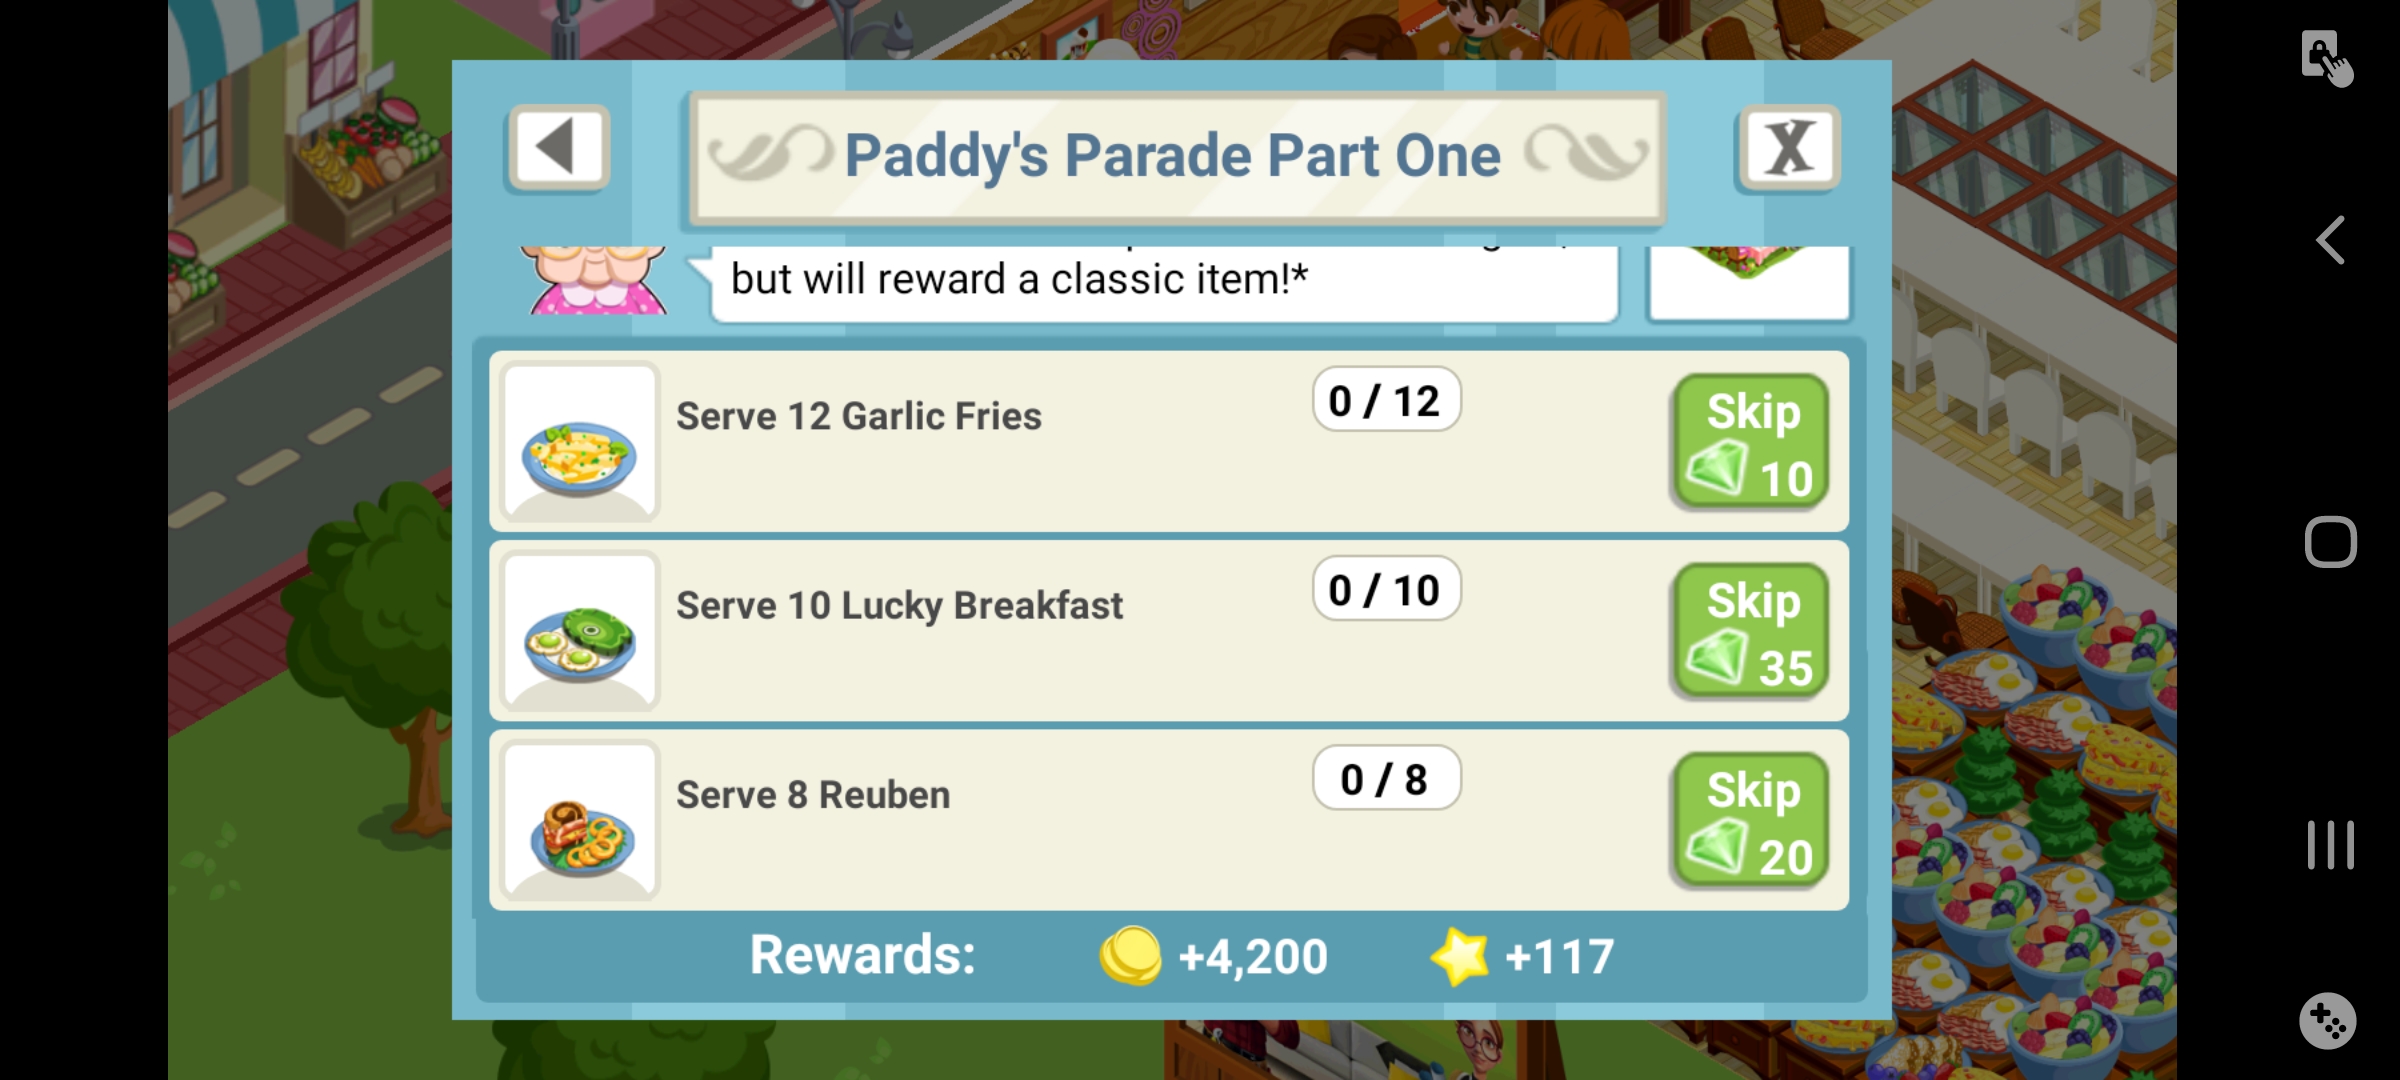 Paddy's Parade Part One
X
but will reward a classic item!*
Serve 12 Garlic Fries
0 / 12
Skip
10
Serve 10 Lucky Breakfast
0 / 10
Skip
35
Serve 8 Reuben
0 / 8
Skip
20
Rewards: +4,200 +117